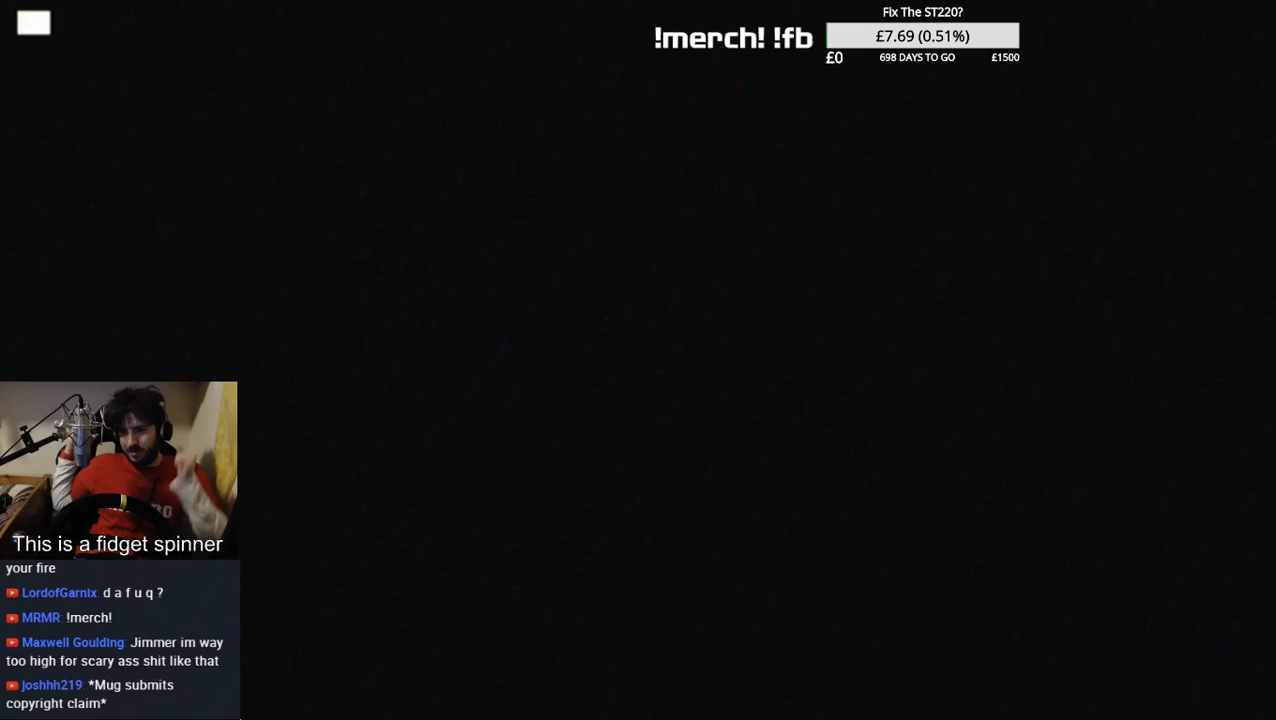 Fix The ST220?
!merch! !fb
£7.69 (0.51%)
£0
698 DAYS TO GO
£1500
This is a fidget spinner
your fire
LordofGarnix: d a f u q ?
MRMR: !merch!
Maxwell Goulding: Jimmer im way
too high for scary ass shit like that
joshhh219: *Mug submits
copyright claim*